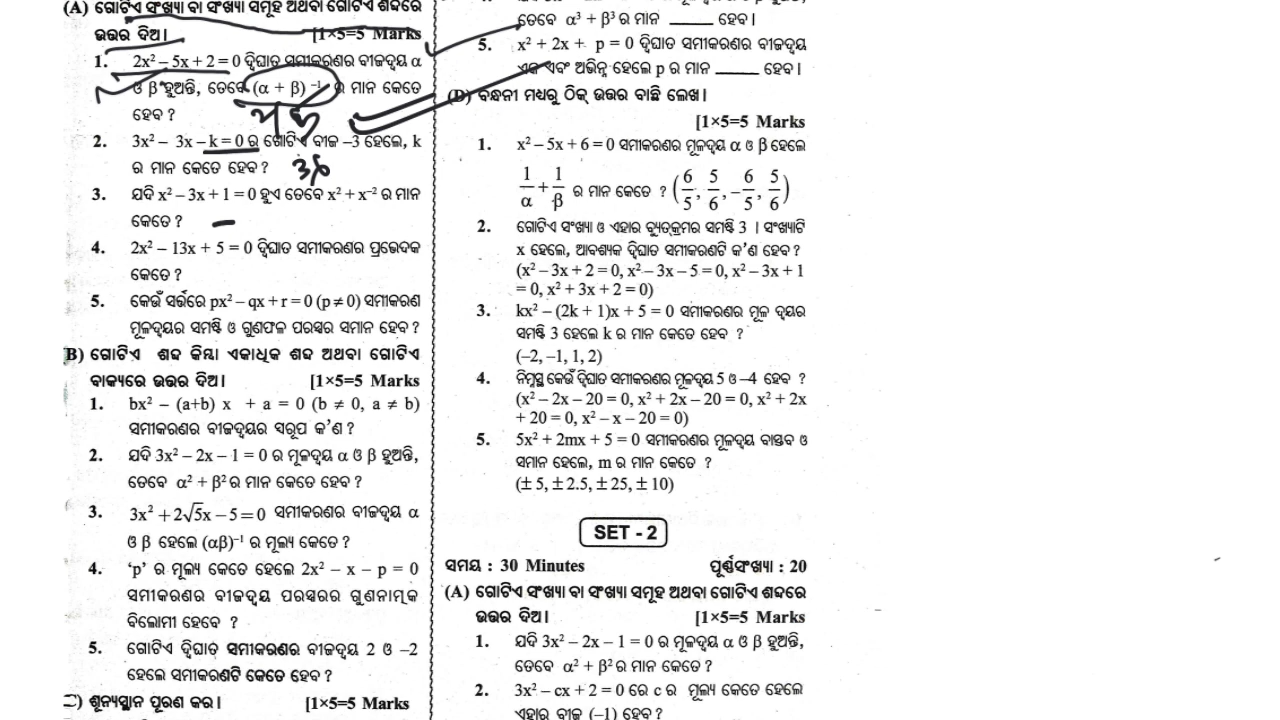 (A) ଗୋଟିଏ ସଂଖ୍ୟା ବା ସଂଖ୍ୟା ସମୂହ ଅଥବା ଗୋଟିଏ ଶବ୍ଦରେ
ଉତ୍ତର ଦିଅ। [1×5=5 Marks
1. 2x² – 5x + 2 = 0 ଦ୍ୱିଘାତ ସମୀକରଣର ବୀଜଦ୍ୱୟ α
ଓ β ହୁଅନ୍ତି, ତେବେ (α + β)⁻¹ ର ମାନ କେତେ
ହେବ ?
2. 3x² – 3x – k = 0 ର ଗୋଟିଏ ବୀଜ –3 ହେଲେ, k
ର ମାନ କେତେ ହେବ ? 36
3. ଯଦି x² – 3x + 1 = 0 ହୁଏ ତେବେ x² + x⁻² ର ମାନ
କେତେ ?
4. 2x² – 13x + 5 = 0 ଦ୍ୱିଘାତ ସମୀକରଣର ପ୍ରଭେଦକ
କେତେ ?
5. କେଉଁ ସର୍ତ୍ତରେ px² – qx + r = 0 (p ≠ 0) ସମୀକରଣ
ମୂଳଦ୍ୱୟର ସମଷ୍ଟି ଓ ଗୁଣଫଳ ପରସ୍ପର ସମାନ ହେବ ?
B) ଗୋଟିଏ ଶବ୍ଦ କିମ୍ବା ଏକାଧିକ ଶବ୍ଦ ଅଥବା ଗୋଟିଏ
ବାକ୍ୟରେ ଉତ୍ତର ଦିଅ। [1×5=5 Marks
1. bx² – (a+b) x + a = 0 (b ≠ 0, a ≠ b)
ସମୀକରଣର ବୀଜଦ୍ୱୟର ସରୂପ କ'ଣ ?
2. ଯଦି 3x² – 2x – 1 = 0 ର ମୂଳଦ୍ୱୟ α ଓ β ହୁଅନ୍ତି,
ତେବେ α² + β² ର ମାନ କେତେ ହେବ ?
3. 3x² + 2√5x – 5 = 0 ସମୀକରଣର ବୀଜଦ୍ୱୟ α
ଓ β ହେଲେ (αβ)⁻¹ ର ମୂଲ୍ୟ କେତେ ?
4. 'p' ର ମୂଲ୍ୟ କେତେ ହେଲେ 2x² – x – p = 0
ସମୀକରଣର ବୀଜଦ୍ୱୟ ପରସ୍ପରର ଗୁଣନାତ୍ମକ
ବିଲୋମୀ ହେବେ ?
5. ଗୋଟିଏ ଦ୍ୱିଘାତ ସମୀକରଣର ବୀଜଦ୍ୱୟ 2 ଓ –2
ହେଲେ ସମୀକରଣଟି କେତେ ହେବ ?
C) ଶୂନ୍ୟସ୍ଥାନ ପୂରଣ କର। [1×5=5 Marks
ତେବେ α³ + β³ ର ମାନ _____ ହେବ।
5. x² + 2x + p = 0 ଦ୍ୱିଘାତ ସମୀକରଣର ବୀଜଦ୍ୱୟ
ଏକ ଏବଂ ଅଭିନ୍ନ ହେଲେ p ର ମାନ _____ ହେବ।
(D) ବନ୍ଧନୀ ମଧ୍ୟରୁ ଠିକ୍ ଉତ୍ତର ବାଛି ଲେଖ।
[1×5=5 Marks
1. x² – 5x + 6 = 0 ସମୀକରଣର ମୂଳଦ୍ୱୟ α ଓ β ହେଲେ
1/α + 1/β ର ମାନ କେତେ ? (6/5, 5/6, –6/5, 5/6)
2. ଗୋଟିଏ ସଂଖ୍ୟା ଓ ଏହାର ବ୍ୟୁତ୍କ୍ରମର ସମଷ୍ଟି 3 । ସଂଖ୍ୟାଟି
x ହେଲେ, ଆବଶ୍ୟକ ଦ୍ୱିଘାତ ସମୀକରଣଟି କ'ଣ ହେବ ?
(x² – 3x + 2 = 0, x² – 3x – 5 = 0, x² – 3x + 1
= 0, x² + 3x + 2 = 0)
3. kx² – (2k + 1)x + 5 = 0 ସମୀକରଣର ମୂଳ ଦ୍ୱୟର
ସମଷ୍ଟି 3 ହେଲେ k ର ମାନ କେତେ ହେବ ?
(–2, –1, 1, 2)
4. ନିମ୍ନସ୍ଥ କେଉଁ ଦ୍ୱିଘାତ ସମୀକରଣର ମୂଳଦ୍ୱୟ 5 ଓ –4 ହେବ ?
(x² – 2x – 20 = 0, x² + 2x – 20 = 0, x² + 2x
+ 20 = 0, x² – x – 20 = 0)
5. 5x² + 2mx + 5 = 0 ସମୀକରଣର ମୂଳଦ୍ୱୟ ବାସ୍ତବ ଓ
ସମାନ ହେଲେ, m ର ମାନ କେତେ ?
(± 5, ± 2.5, ± 25, ± 10)
SET - 2
ସମୟ : 30 Minutes ପୂର୍ଣ୍ଣସଂଖ୍ୟା : 20
(A) ଗୋଟିଏ ସଂଖ୍ୟା ବା ସଂଖ୍ୟା ସମୂହ ଅଥବା ଗୋଟିଏ ଶବ୍ଦରେ
ଉତ୍ତର ଦିଅ। [1×5=5 Marks
1. ଯଦି 3x² – 2x – 1 = 0 ର ମୂଳଦ୍ୱୟ α ଓ β ହୁଅନ୍ତି,
ତେବେ α² + β² ର ମାନ କେତେ ?
2. 3x² – cx + 2 = 0 ରେ c ର ମୂଲ୍ୟ କେତେ ହେଲେ
ଏହାର ବୀଜ (–1) ହେବ ?